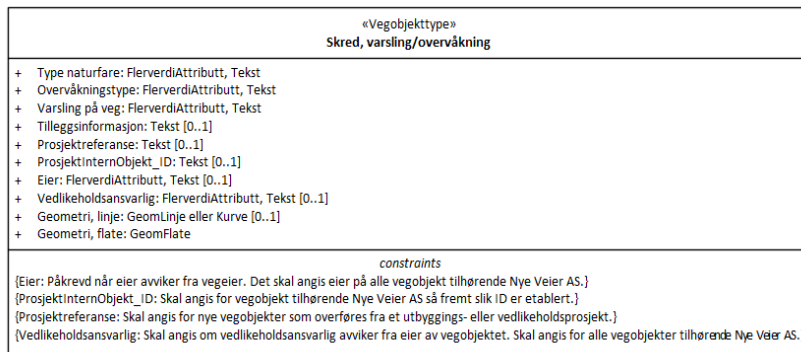 «Vegobjekttype»
Skred, varsling/overvåkning
+ Type naturfare: FlerverdiAttributt, Tekst
+ Overvåkningstype: FlerverdiAttributt, Tekst
+ Varsling på veg: FlerverdiAttributt, Tekst
+ Tilleggsinformasjon: Tekst [0..1]
+ Prosjektreferanse: Tekst [0..1]
+ ProsjektInternObjekt_ID: Tekst [0..1]
+ Eier: FlerverdiAttributt, Tekst [0..1]
+ Vedlikeholdsansvarlig: FlerverdiAttributt, Tekst [0..1]
+ Geometri, linje: GeomLinje eller Kurve [0..1]
+ Geometri, flate: GeomFlate
constraints
{Eier: Påkrevd når eier avviker fra vegeier. Det skal angis eier på alle vegobjekt tilhørende Nye Veier AS.}
{ProsjektInternObjekt_ID: Skal angis for vegobjekt tilhørende Nye Veier AS så fremt slik ID er etablert.}
{Prosjektreferanse: Skal angis for nye vegobjekter som overføres fra et utbyggings- eller vedlikeholdsprosjekt.}
{Vedlikeholdsansvarlig: Skal angis om vedlikeholdsansvarlig avviker fra eier av vegobjektet. Skal angis for alle vegobjekter tilhørende Nye Veier AS.